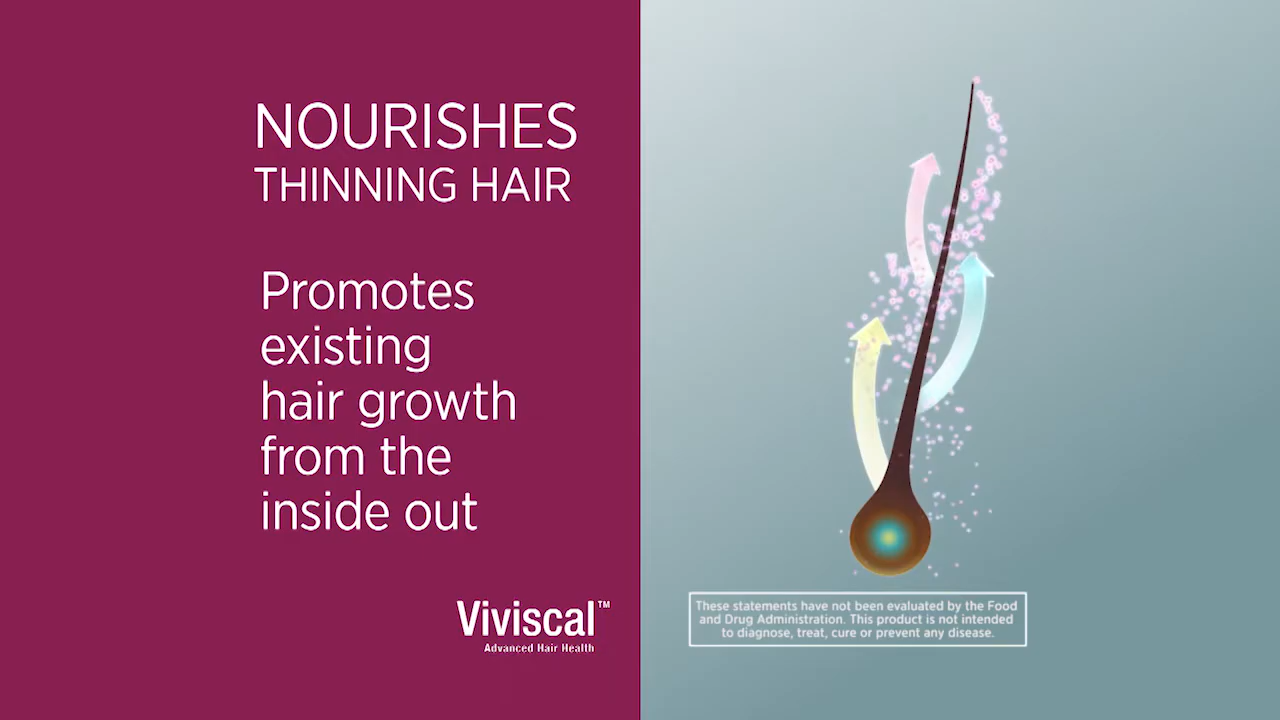 NOURISHES
THINNING HAIR
Promotes
existing
hair growth
from the
inside out
Viviscal™
Advanced Hair Health
These statements have not been evaluated by the Food
and Drug Administration. This product is not intended
to diagnose, treat, cure or prevent any disease.